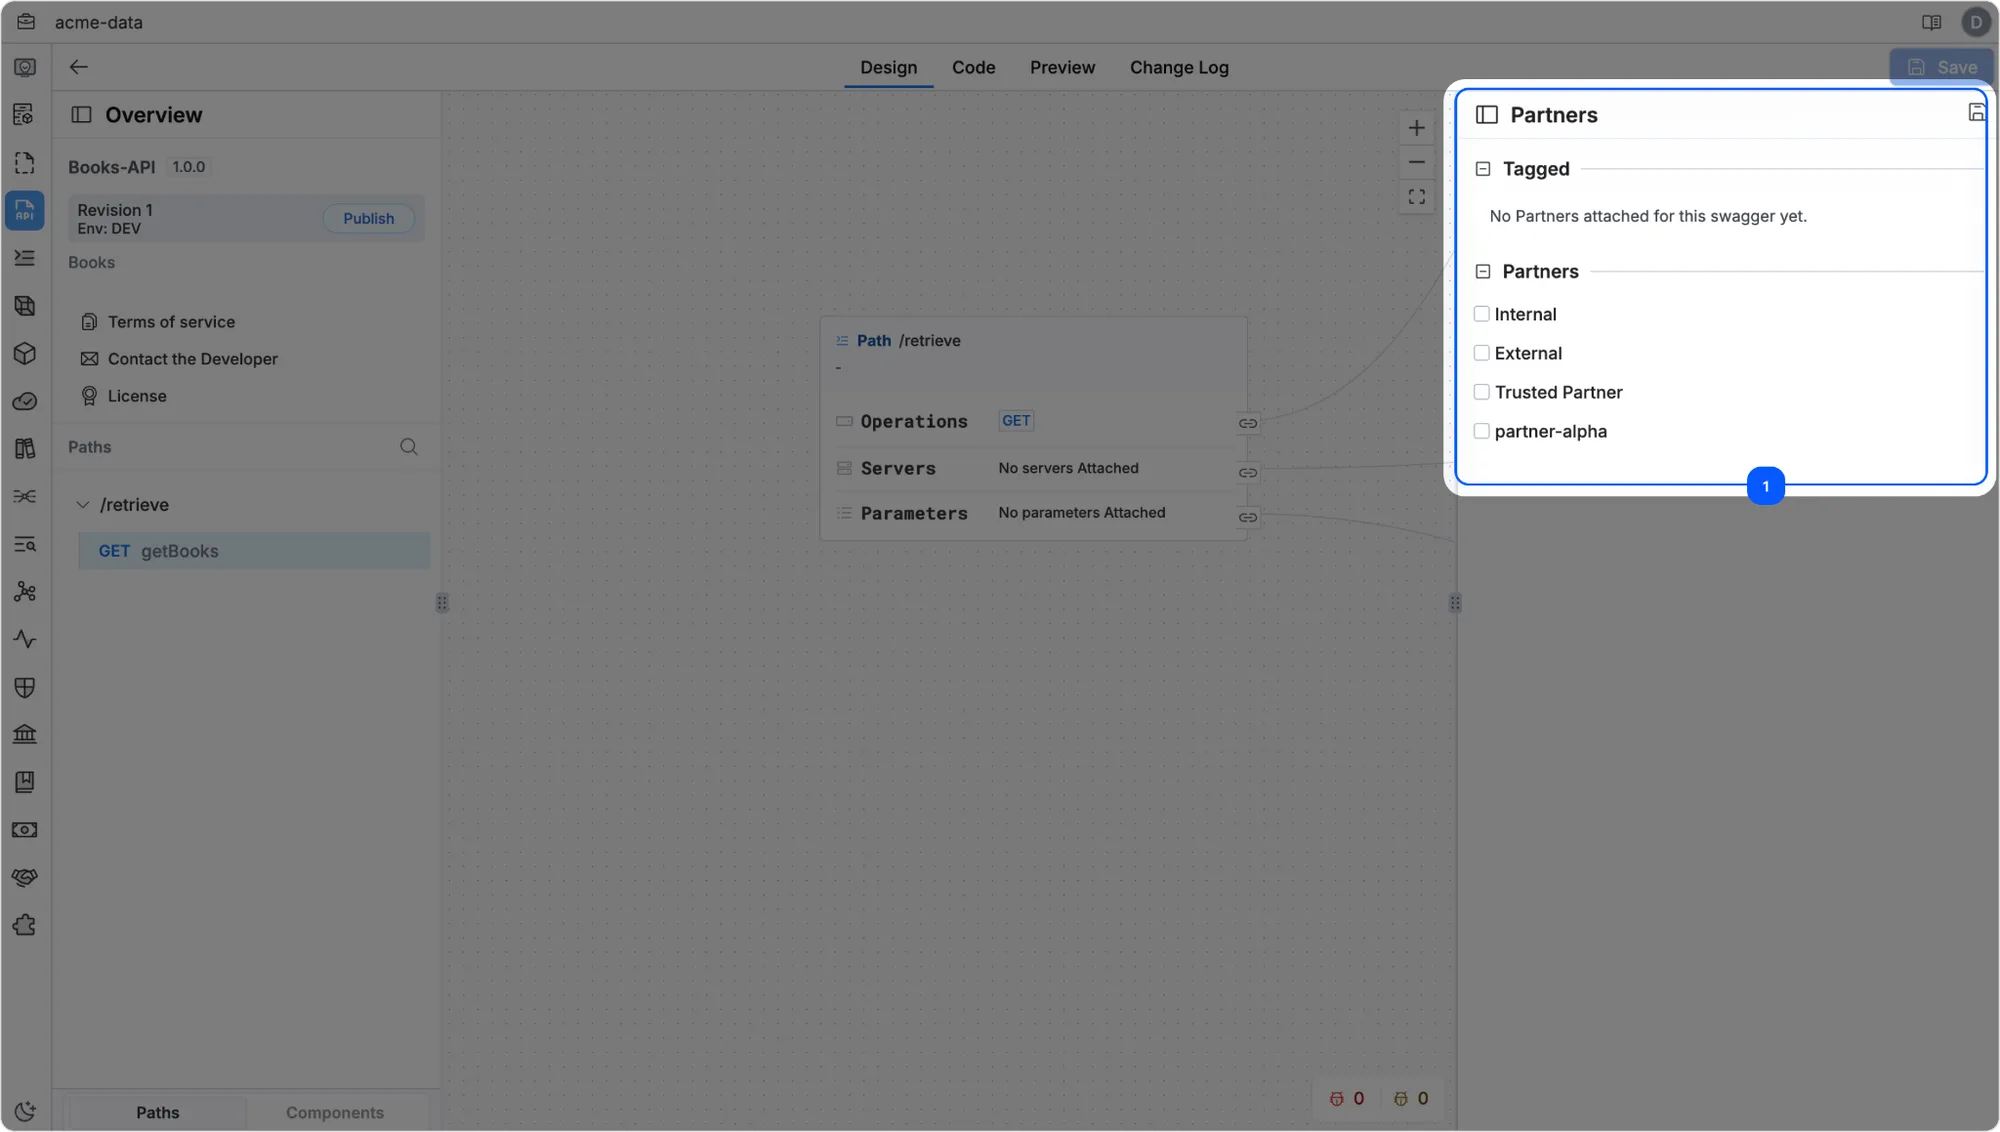 acme-data
D
Design
Code
Preview
Change Log
Save
Overview
Books-API 1.0.0
Revision 1
Env: DEV
Publish
Books
Terms of service
Contact the Developer
License
Paths
/retrieve
GET getBooks
Paths
Components
Path /retrieve
-
Operations GET
Servers No servers Attached
Parameters No parameters Attached
0
0
Partners
Tagged
No Partners attached for this swagger yet.
Partners
Internal
External
Trusted Partner
partner-alpha
1
API